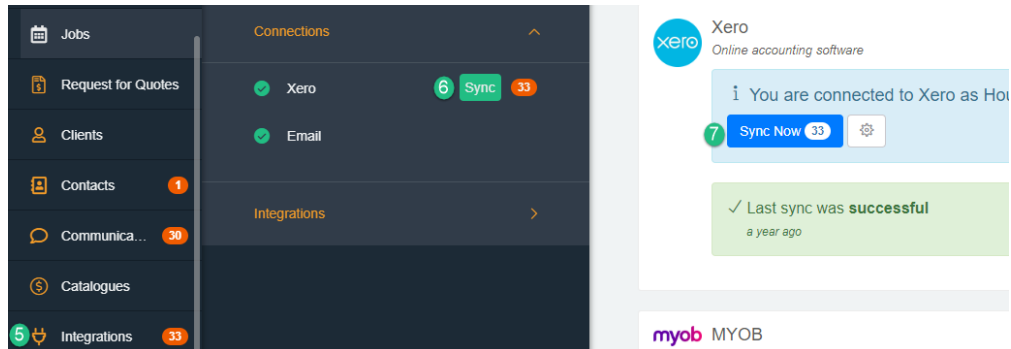 Jobs
Request for Quotes
Clients
Contacts 1
Communica... 30
Catalogues
5 Integrations 33
Connections
Xero 6 Sync 33
Email
Integrations
xero
Xero
Online accounting software
i You are connected to Xero as Hou
7 Sync Now 33
Last sync was successful
a year ago
myob MYOB